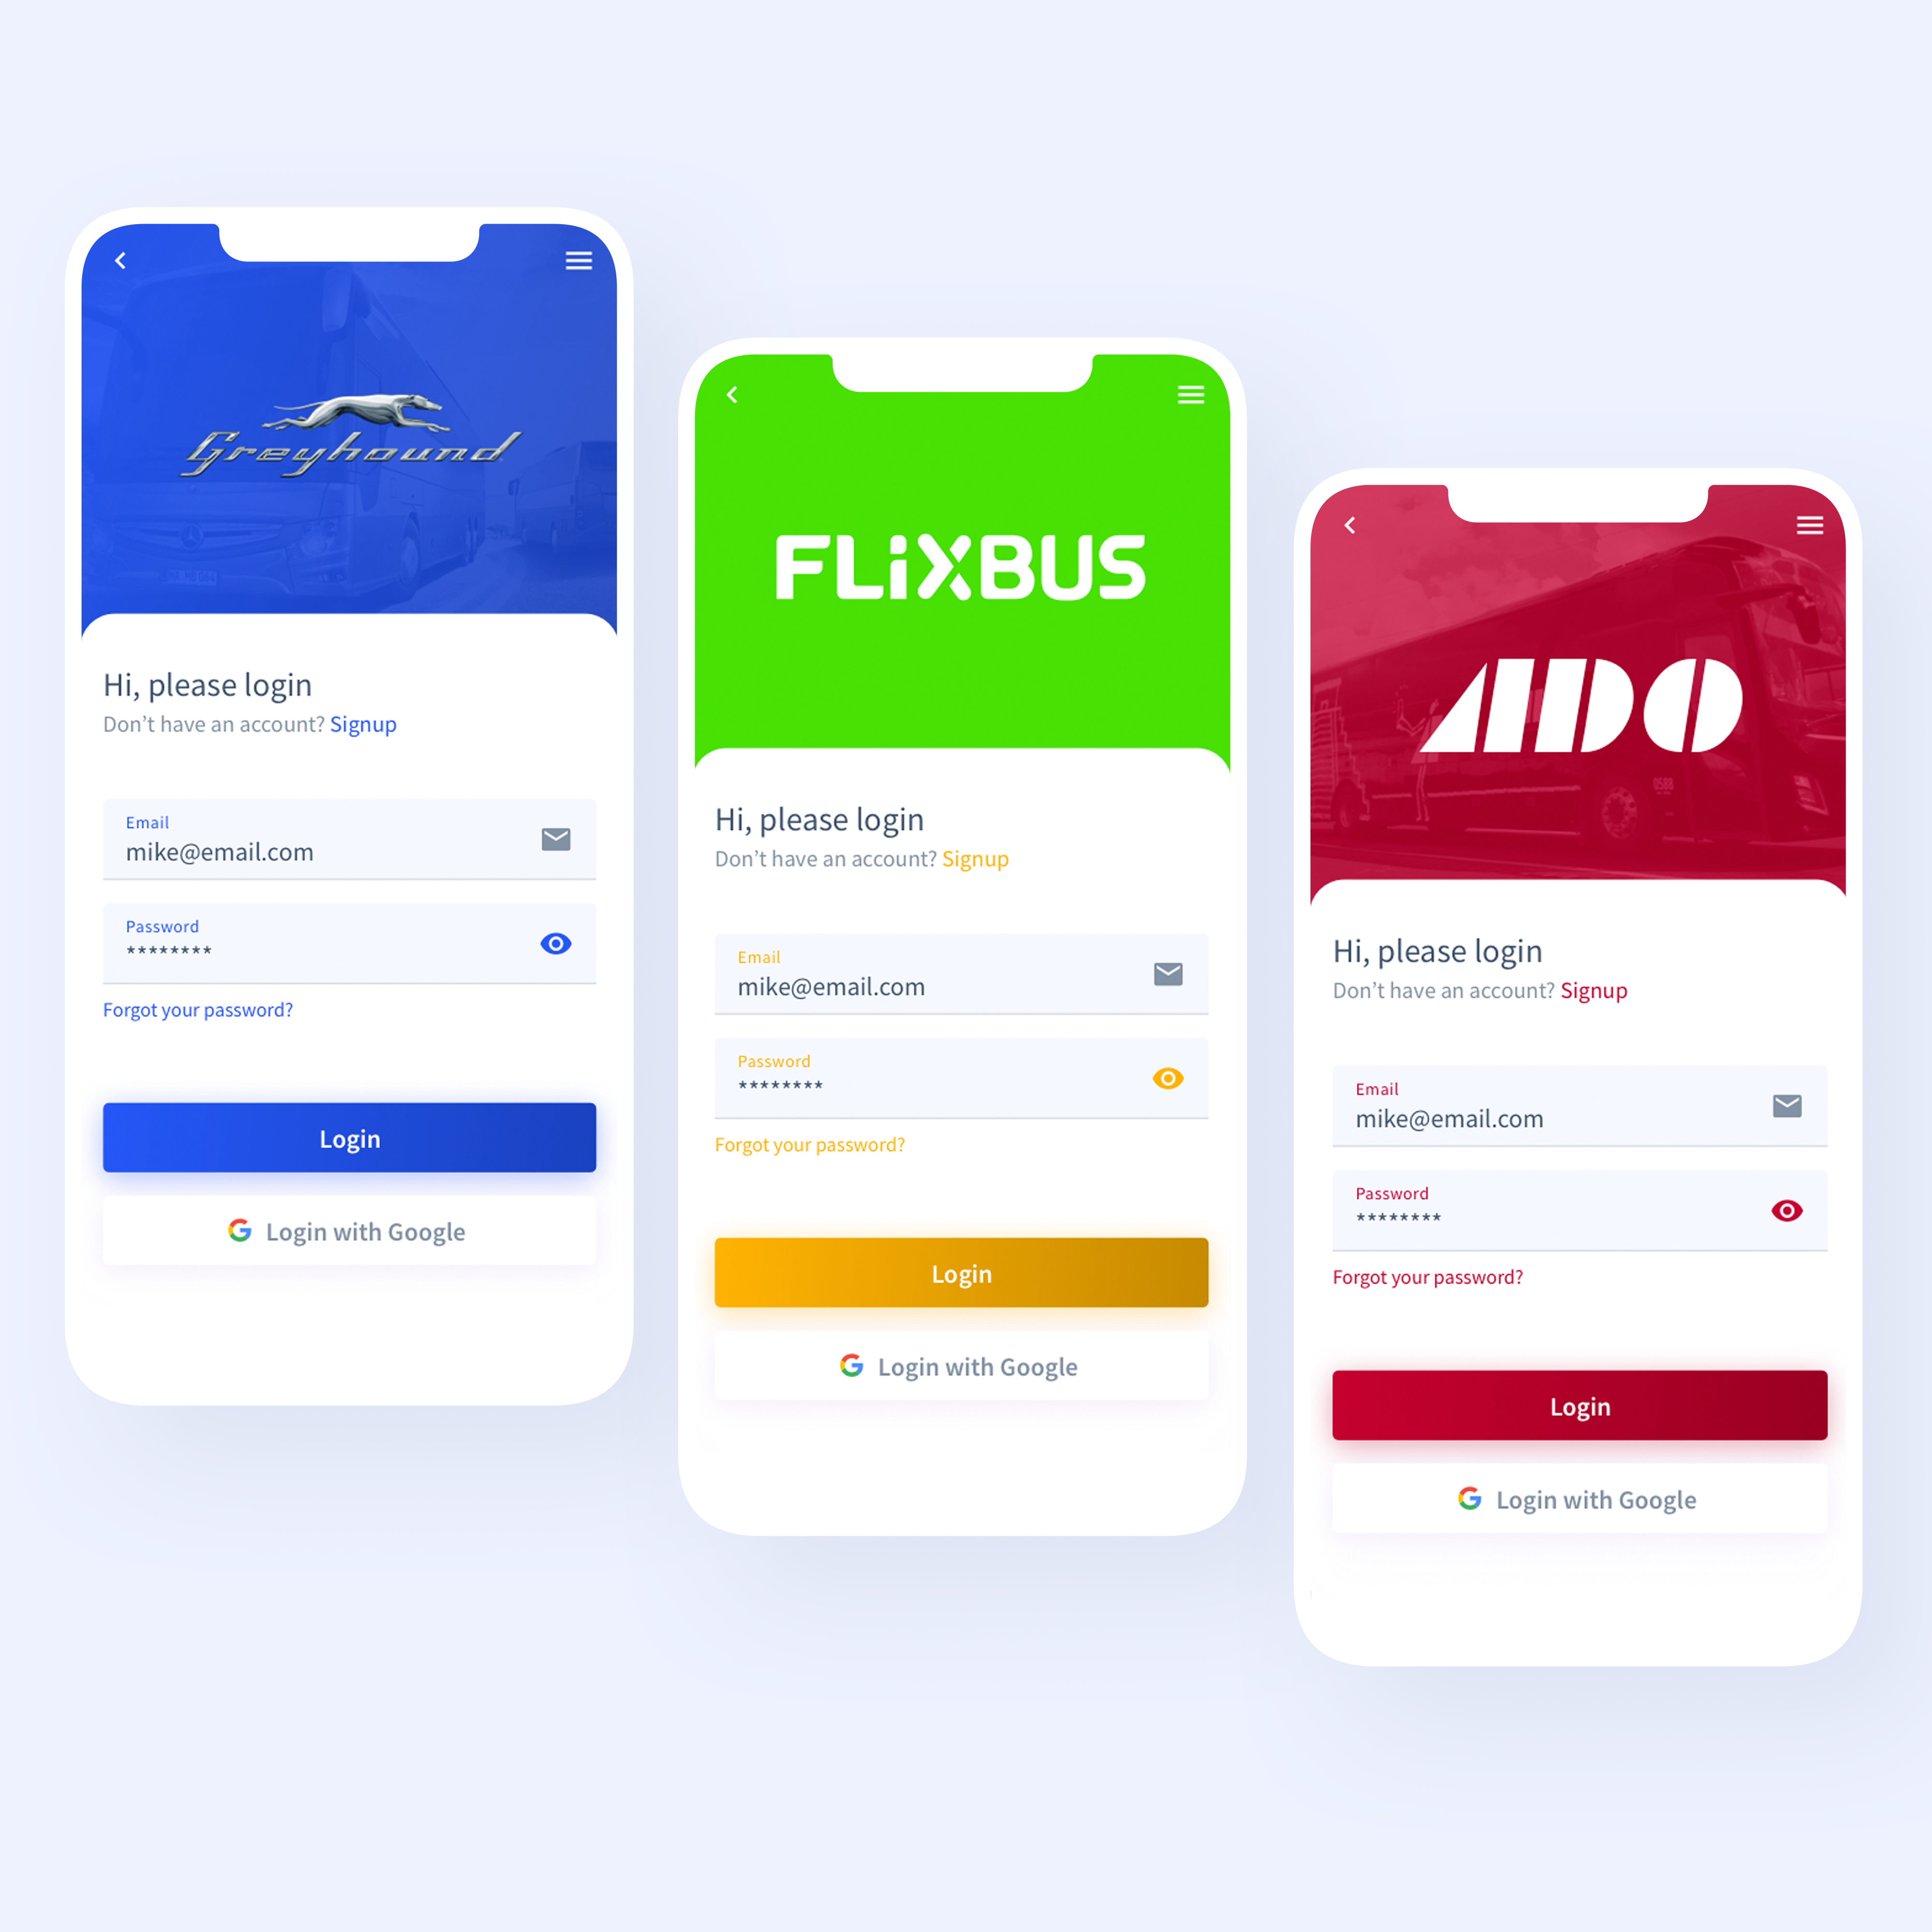 Greyhound
Hi, please login
Don’t have an account? Signup
Email
mike@email.com
Password
********
Forgot your password?
Login
Login with Google
FLiXBUS
Hi, please login
Don’t have an account? Signup
Email
mike@email.com
Password
********
Forgot your password?
Login
Login with Google
ADO
0588
Hi, please login
Don’t have an account? Signup
Email
mike@email.com
Password
********
Forgot your password?
Login
Login with Google